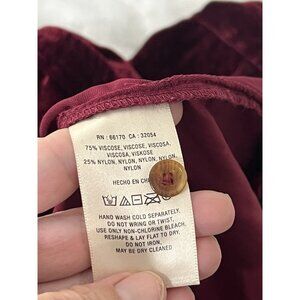 RN : 66170 CA : 32054
75% VISCOSE, VISCOSE,
VISCOSA, VISKOSE
25% NYLON, NYLON, NYLON,
NYLON
HECHO EN
HAND WASH COLD SEPARATELY,
DO NOT WRING OR TWIST,
USE ONLY NON-CHLORINE BLEACH,
RESHAPE & LAY FLAT TO DRY,
DO NOT IRON,
MAY BE DRY CLEANED